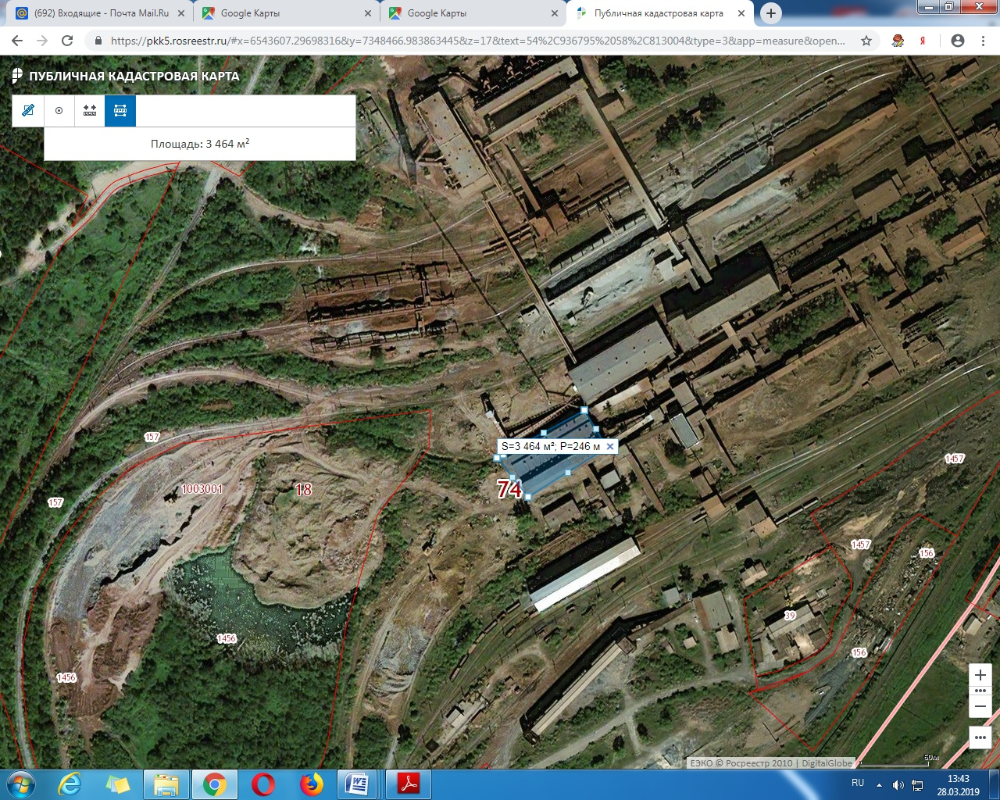 (692) Входящие - Почта Mail.Ru
Google Карты
Google Карты
Публичная кадастровая карта
https://pkk5.rosreestr.ru/#x=6543607.29698316&y=7348466.983863445&z=17&text=54%2C936795%2058%2C813004&type=3&app=measure&open...
Я
ПУБЛИЧНАЯ КАДАСТРОВАЯ КАРТА
Площадь: 3 464 м²
157
S=3 464 м²; P=246 м
1457
1003001
18
74
157
1457
156
39
1456
156
1456
ЕЭКО © Росреестр 2010 | DigitalGlobe
60м
RU
13:43
28.03.2019